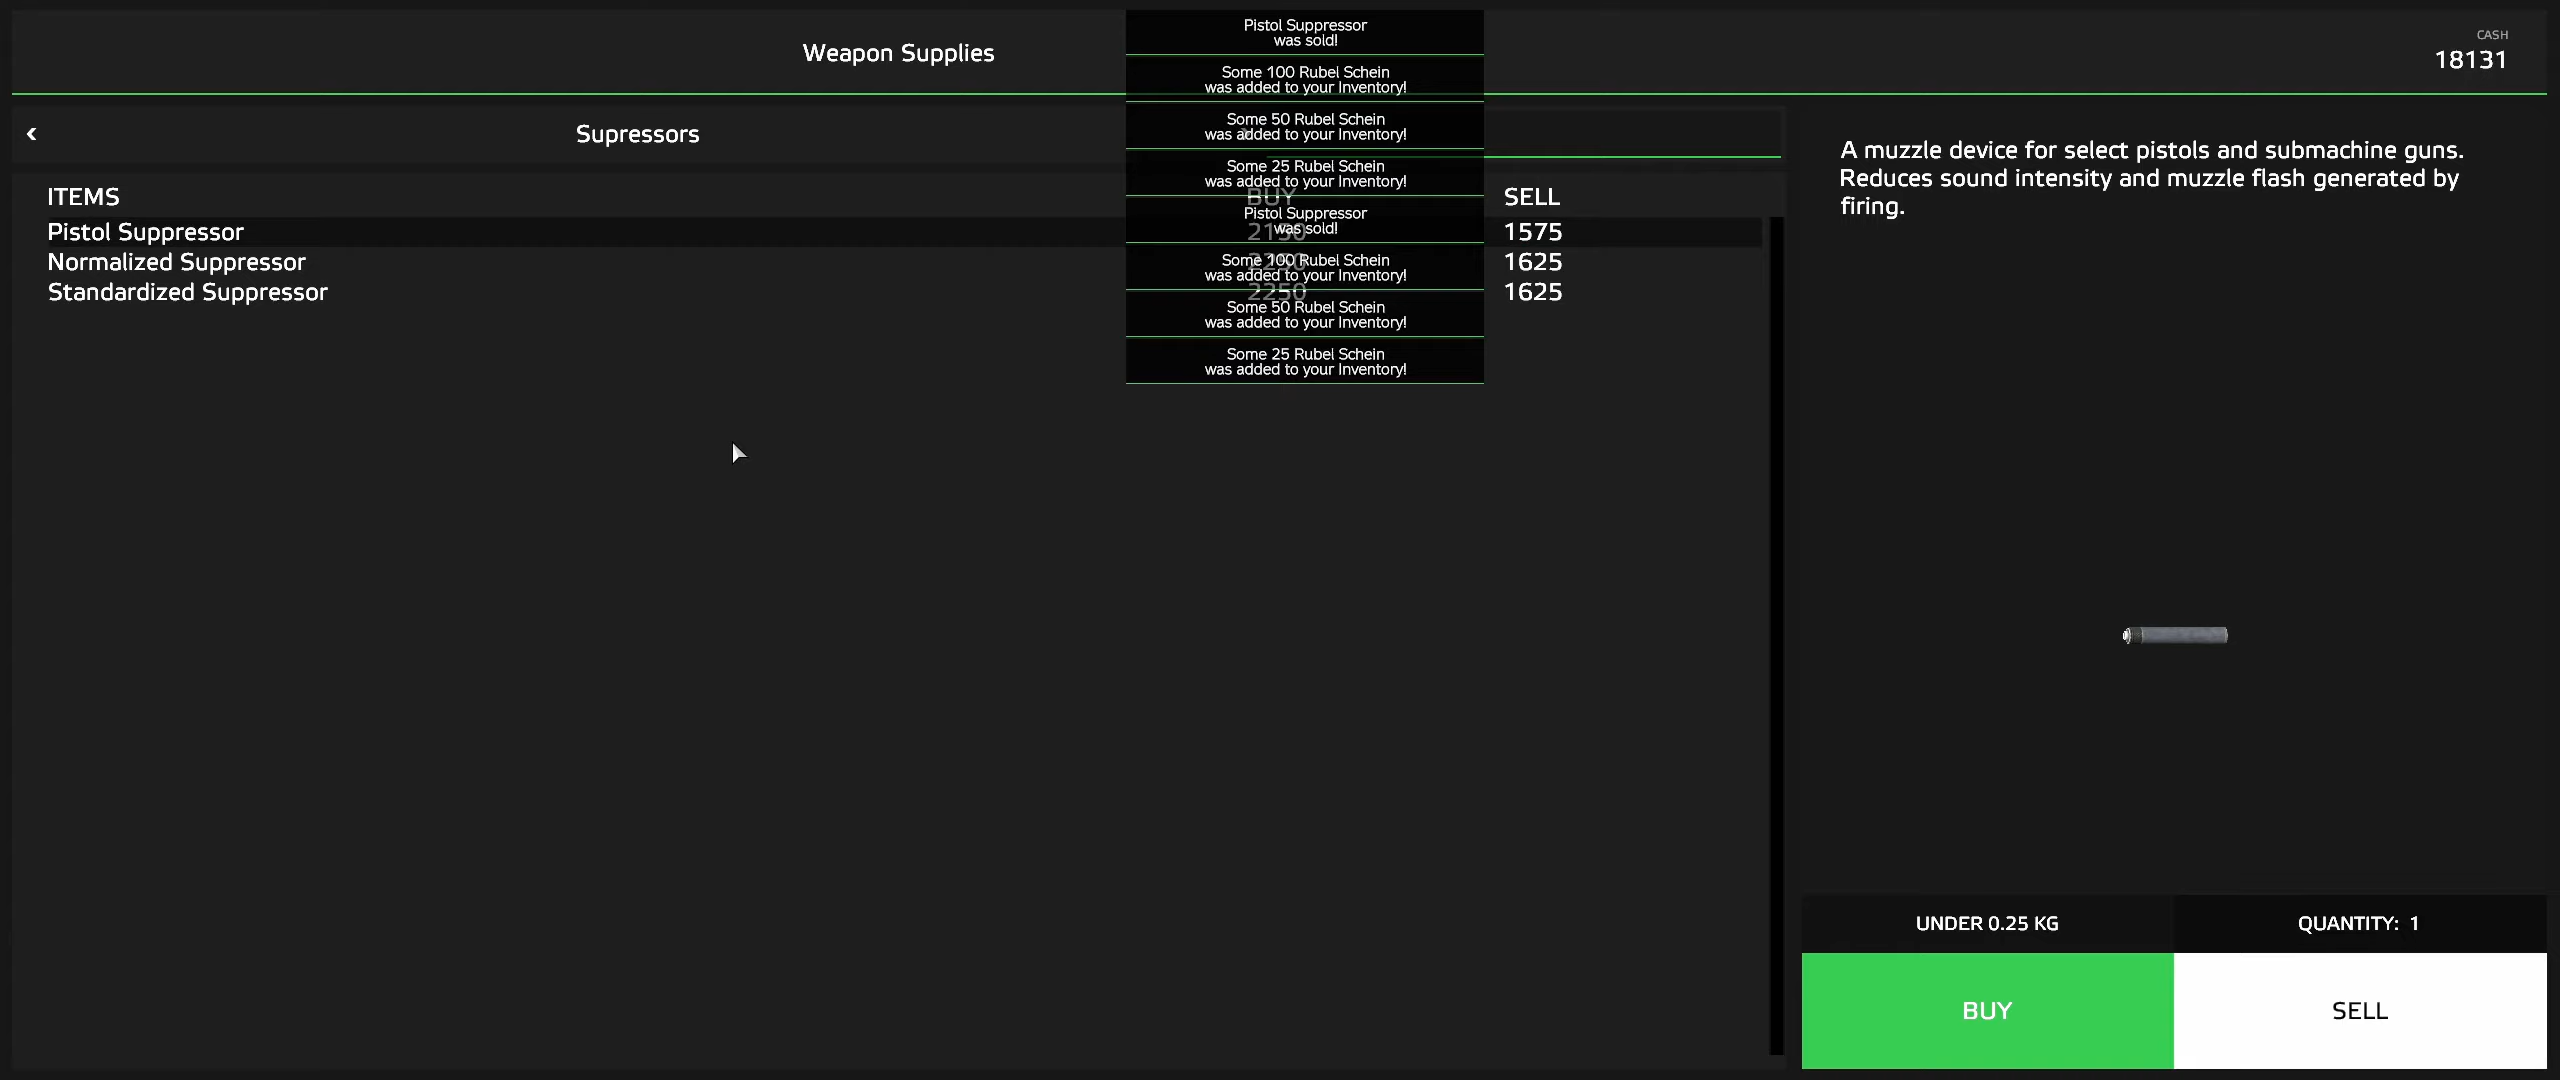 Weapon Supplies
CASH
18131
Pistol Suppressor
was sold!
Some 100 Rubel Schein
was added to your Inventory!
Some 50 Rubel Schein
was added to your Inventory!
Some 25 Rubel Schein
was added to your Inventory!
Pistol Suppressor
was sold!
Some 100 Rubel Schein
was added to your Inventory!
Some 50 Rubel Schein
was added to your Inventory!
Some 25 Rubel Schein
was added to your Inventory!
‹ Supressors
ITEMS BUY SELL
Pistol Suppressor 2150 1575
Normalized Suppressor 2250 1625
Standardized Suppressor 2250 1625
A muzzle device for select pistols and submachine guns.
Reduces sound intensity and muzzle flash generated by
firing.
UNDER 0.25 KG QUANTITY: 1
BUY SELL